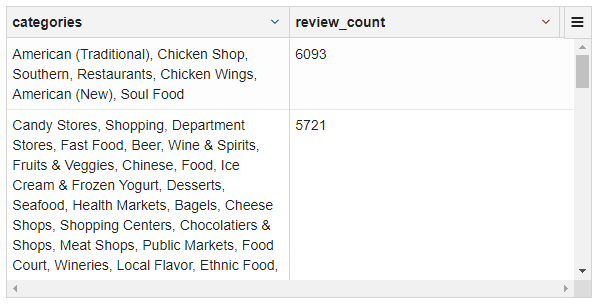 categories
review_count
American (Traditional), Chicken Shop,
Southern, Restaurants, Chicken Wings,
American (New), Soul Food
6093
Candy Stores, Shopping, Department
Stores, Fast Food, Beer, Wine & Spirits,
Fruits & Veggies, Chinese, Food, Ice
Cream & Frozen Yogurt, Desserts,
Seafood, Health Markets, Bagels, Cheese
Shops, Shopping Centers, Chocolatiers &
Shops, Meat Shops, Public Markets, Food
Court, Wineries, Local Flavor, Ethnic Food,
5721